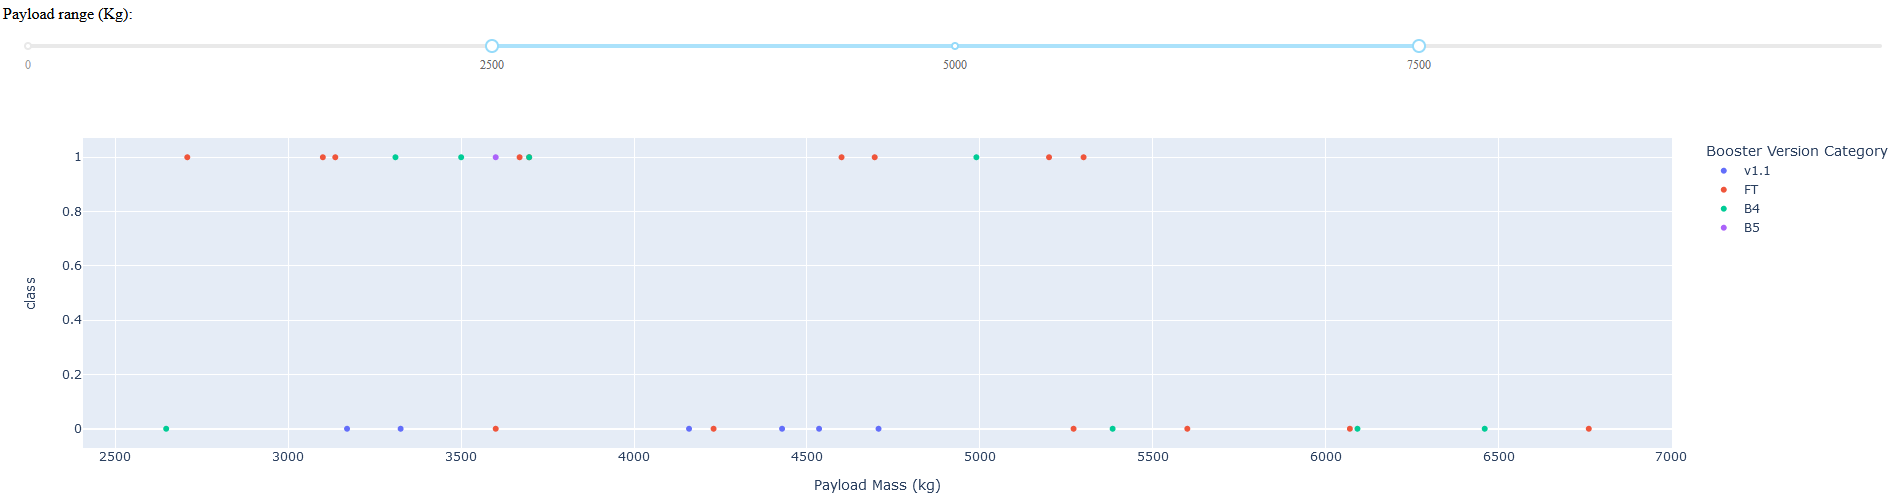 Payload range (Kg):
0 2500 5000 7500
Booster Version Category
v1.1
FT
B4
B5
1
0.8
0.6
0.4
0.2
0
class
2500 3000 3500 4000 4500 5000 5500 6000 6500 7000
Payload Mass (kg)